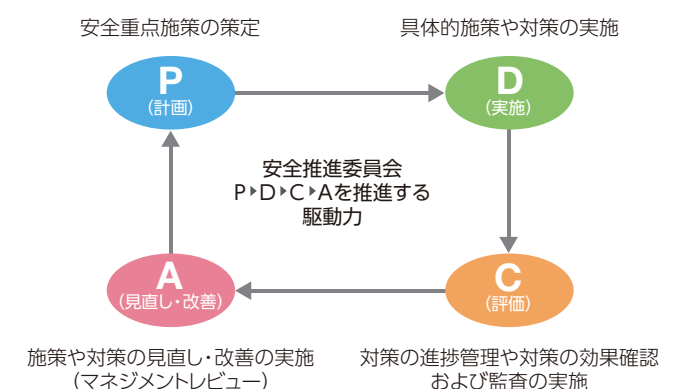 安全重点施策の策定
具体的施策や対策の実施
P
(計画)
D
(実施)
安全推進委員会
P▶D▶C▶Aを推進する
駆動力
A
(見直し・改善)
C
(評価)
施策や対策の見直し・改善の実施
(マネジメントレビュー)
対策の進捗管理や対策の効果確認
および監査の実施